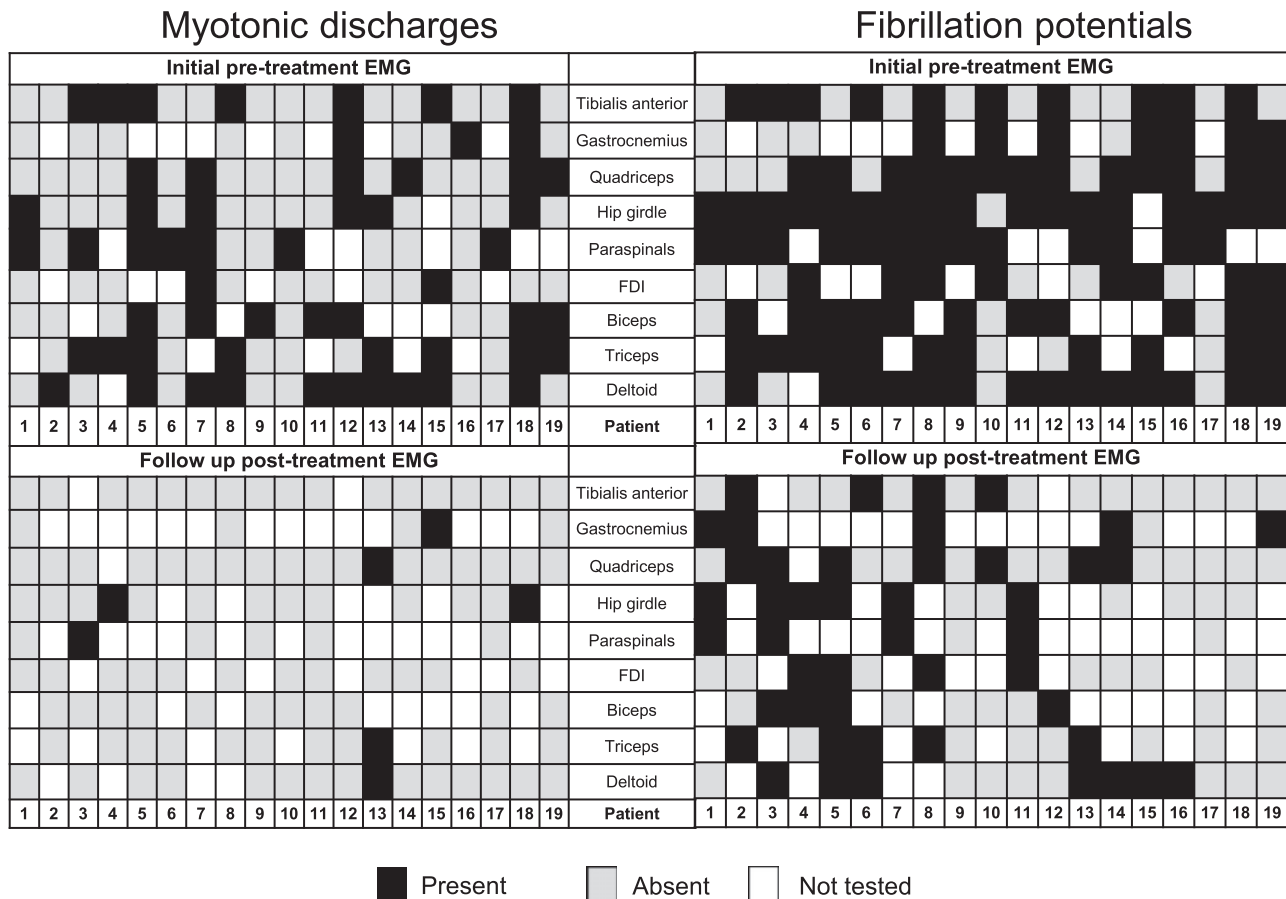 Myotonic discharges Fibrillation potentials
Initial pre-treatment EMG Initial pre-treatment EMG
Tibialis anterior
Gastrocnemius
Quadriceps
Hip girdle
Paraspinals
FDI
Biceps
Triceps
Deltoid
1 2 3 4 5 6 7 8 9 10 11 12 13 14 15 16 17 18 19 Patient 1 2 3 4 5 6 7 8 9 10 11 12 13 14 15 16 17 18 19
Follow up post-treatment EMG Follow up post-treatment EMG
Tibialis anterior
Gastrocnemius
Quadriceps
Hip girdle
Paraspinals
FDI
Biceps
Triceps
Deltoid
1 2 3 4 5 6 7 8 9 10 11 12 13 14 15 16 17 18 19 Patient 1 2 3 4 5 6 7 8 9 10 11 12 13 14 15 16 17 18 19
Present Absent Not tested